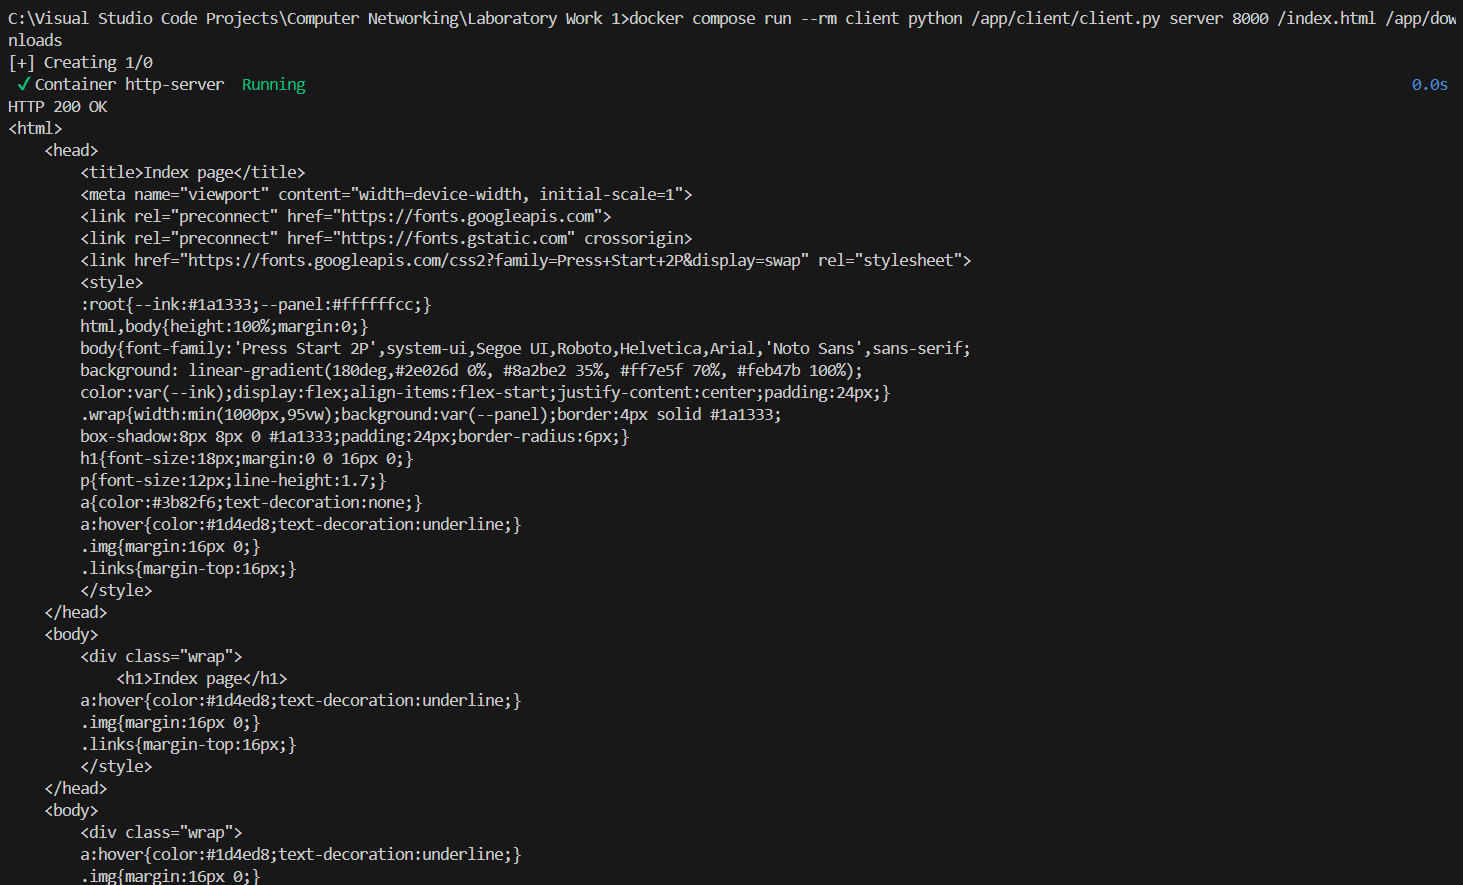 C:\Visual Studio Code Projects\Computer Networking\Laboratory Work 1>docker compose run --rm client python /app/client/client.py server 8000 /index.html /app/dow
nloads
[+] Creating 1/0
✓ Container http-server  Running 0.0s
HTTP 200 OK
<html>
    <head>
        <title>Index page</title>
        <meta name="viewport" content="width=device-width, initial-scale=1">
        <link rel="preconnect" href="https://fonts.googleapis.com">
        <link rel="preconnect" href="https://fonts.gstatic.com" crossorigin>
        <link href="https://fonts.googleapis.com/css2?family=Press+Start+2P&display=swap" rel="stylesheet">
        <style>
        :root{--ink:#1a1333;--panel:#ffffffcc;}
        html,body{height:100%;margin:0;}
        body{font-family:'Press Start 2P',system-ui,Segoe UI,Roboto,Helvetica,Arial,'Noto Sans',sans-serif;
        background: linear-gradient(180deg,#2e026d 0%, #8a2be2 35%, #ff7e5f 70%, #feb47b 100%);
        color:var(--ink);display:flex;align-items:flex-start;justify-content:center;padding:24px;}
        .wrap{width:min(1000px,95vw);background:var(--panel);border:4px solid #1a1333;
        box-shadow:8px 8px 0 #1a1333;padding:24px;border-radius:6px;}
        h1{font-size:18px;margin:0 0 16px 0;}
        p{font-size:12px;line-height:1.7;}
        a{color:#3b82f6;text-decoration:none;}
        a:hover{color:#1d4ed8;text-decoration:underline;}
        .img{margin:16px 0;}
        .links{margin-top:16px;}
        </style>
    </head>
    <body>
        <div class="wrap">
            <h1>Index page</h1>
        a:hover{color:#1d4ed8;text-decoration:underline;}
        .img{margin:16px 0;}
        .links{margin-top:16px;}
        </style>
    </head>
    <body>
        <div class="wrap">
        a:hover{color:#1d4ed8;text-decoration:underline;}
        .img{margin:16px 0;}